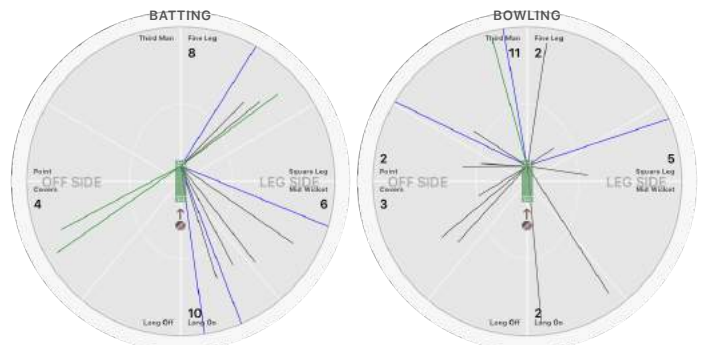 BATTING
Third Man Fine Leg
8
Point
OFF SIDE
Covers
4
Square Leg
LEG SIDE
Mid Wicket
6
10
Long Off Long On
BOWLING
Third Man Fine Leg
11 2
2
Point
OFF SIDE
Covers
3
5
Square Leg
LEG SIDE
Mid Wicket
2
Long Off Long On